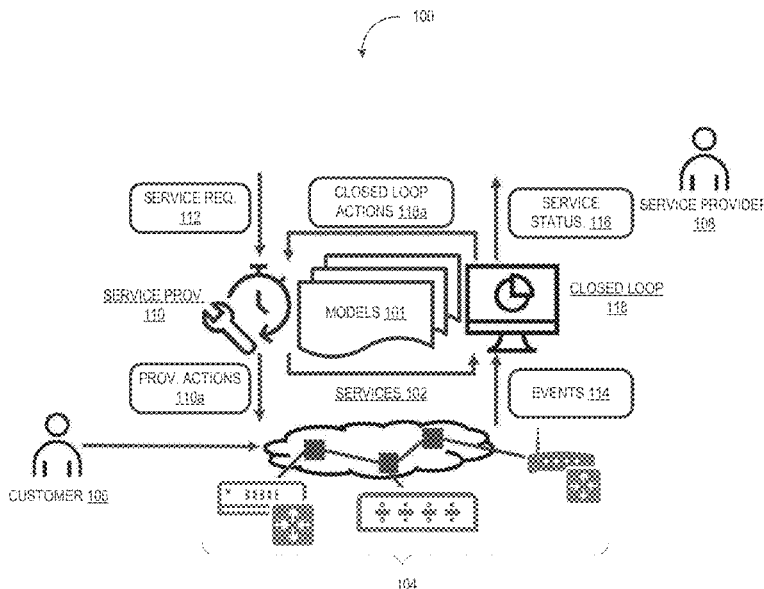 100
SERVICE REQ.
112
CLOSED LOOP
ACTIONS 118a
SERVICE
STATUS. 116
SERVICE PROVIDER
108
SERVICE PROV.
110
MODELS 101
CLOSED LOOP
118
PROV. ACTIONS
110a
SERVICES 102
EVENTS 114
CUSTOMER 106
104